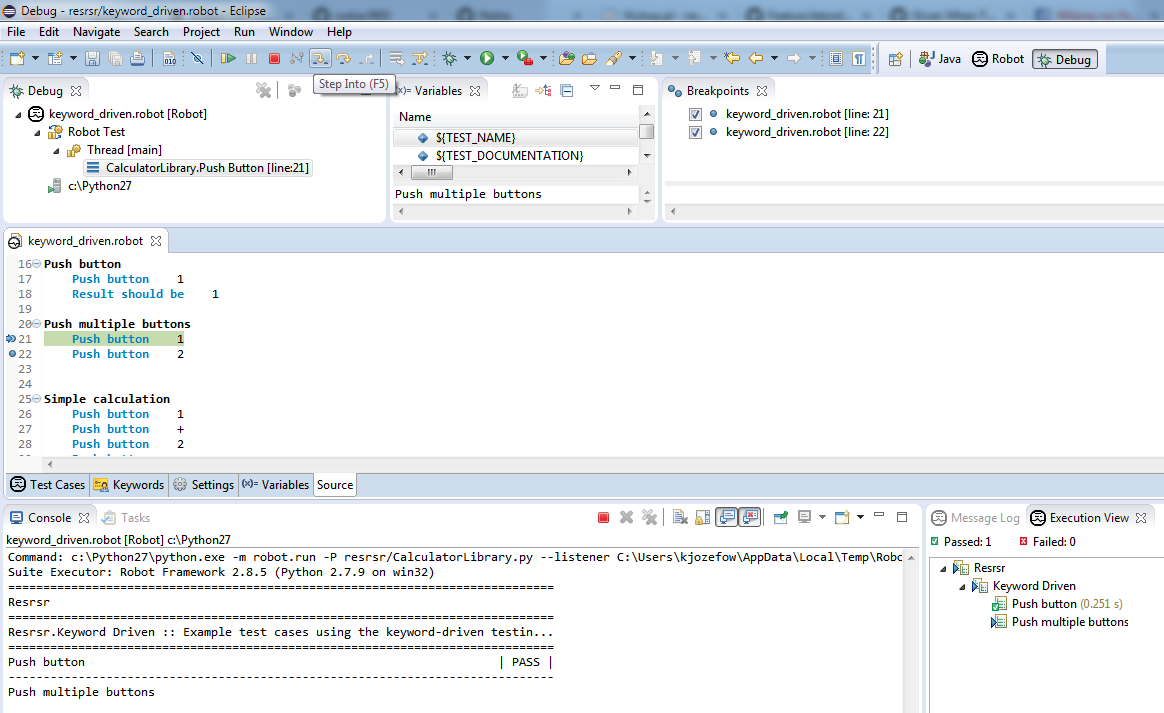 Debug - resrsr/keyword_driven.robot - Eclipse
File Edit Navigate Search Project Run Window Help
Java Robot Debug
Step Into (F5)
Debug
keyword_driven.robot [Robot]
Robot Test
Thread [main]
CalculatorLibrary.Push Button [line:21]
c:\Python27
(x)= Variables
Name
${TEST_NAME}
${TEST_DOCUMENTATION}
Push multiple buttons
Breakpoints
keyword_driven.robot [line: 21]
keyword_driven.robot [line: 22]
keyword_driven.robot
16 Push button
17 Push button 1
18 Result should be 1
19
20 Push multiple buttons
21 Push button 1
22 Push button 2
23
24
25 Simple calculation
26 Push button 1
27 Push button +
28 Push button 2
Test Cases Keywords Settings (x)= Variables Source
Console Tasks
keyword_driven.robot [Robot] c:\Python27
Command: c:\Python27\python.exe -m robot.run -P resrsr/CalculatorLibrary.py --listener C:\Users\kjozefow\AppData\Local\Temp\Robo
Suite Executor: Robot Framework 2.8.5 (Python 2.7.9 on win32)
==============================================================================
Resrsr
==============================================================================
Resrsr.Keyword Driven :: Example test cases using the keyword-driven testin...
==============================================================================
Push button | PASS |
------------------------------------------------------------------------------
Push multiple buttons
Message Log Execution View
Passed: 1 Failed: 0
Resrsr
Keyword Driven
Push button (0.251 s)
Push multiple buttons